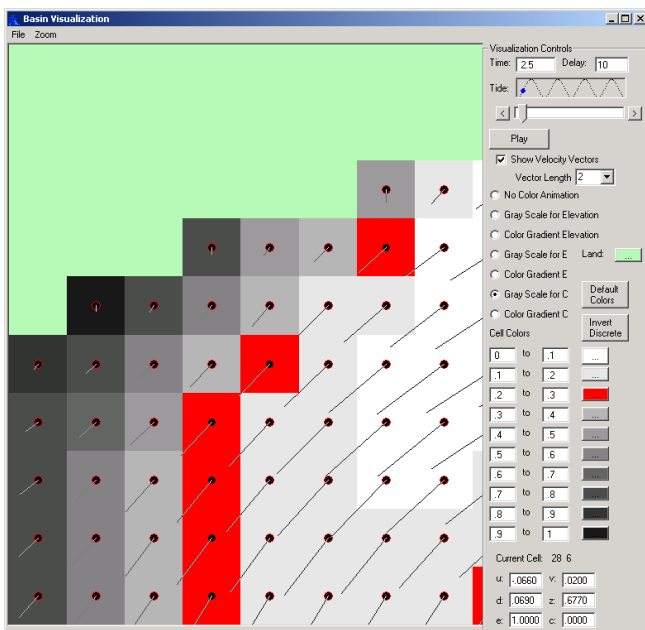 Basin Visualization
File Zoom
Visualization Controls
Time: 2.5 Delay: 10
Tide:
< >
Play
Show Velocity Vectors
Vector Length 2
No Color Animation
Gray Scale for Elevation
Color Gradient Elevation
Gray Scale for E Land: ...
Color Gradient E
Gray Scale for C Default Colors
Color Gradient C Invert Discrete
Cell Colors
0 to .1 ...
.1 to .2 ...
.2 to .3 ...
.3 to .4 ...
.4 to .5 ...
.5 to .6 ...
.6 to .7 ...
.7 to .8 ...
.8 to .9 ...
.9 to 1 ...
Current Cell: 28 6
u: -.0660 v: .0200
d: .0690 z: .6770
e: 1.0000 c: .0000